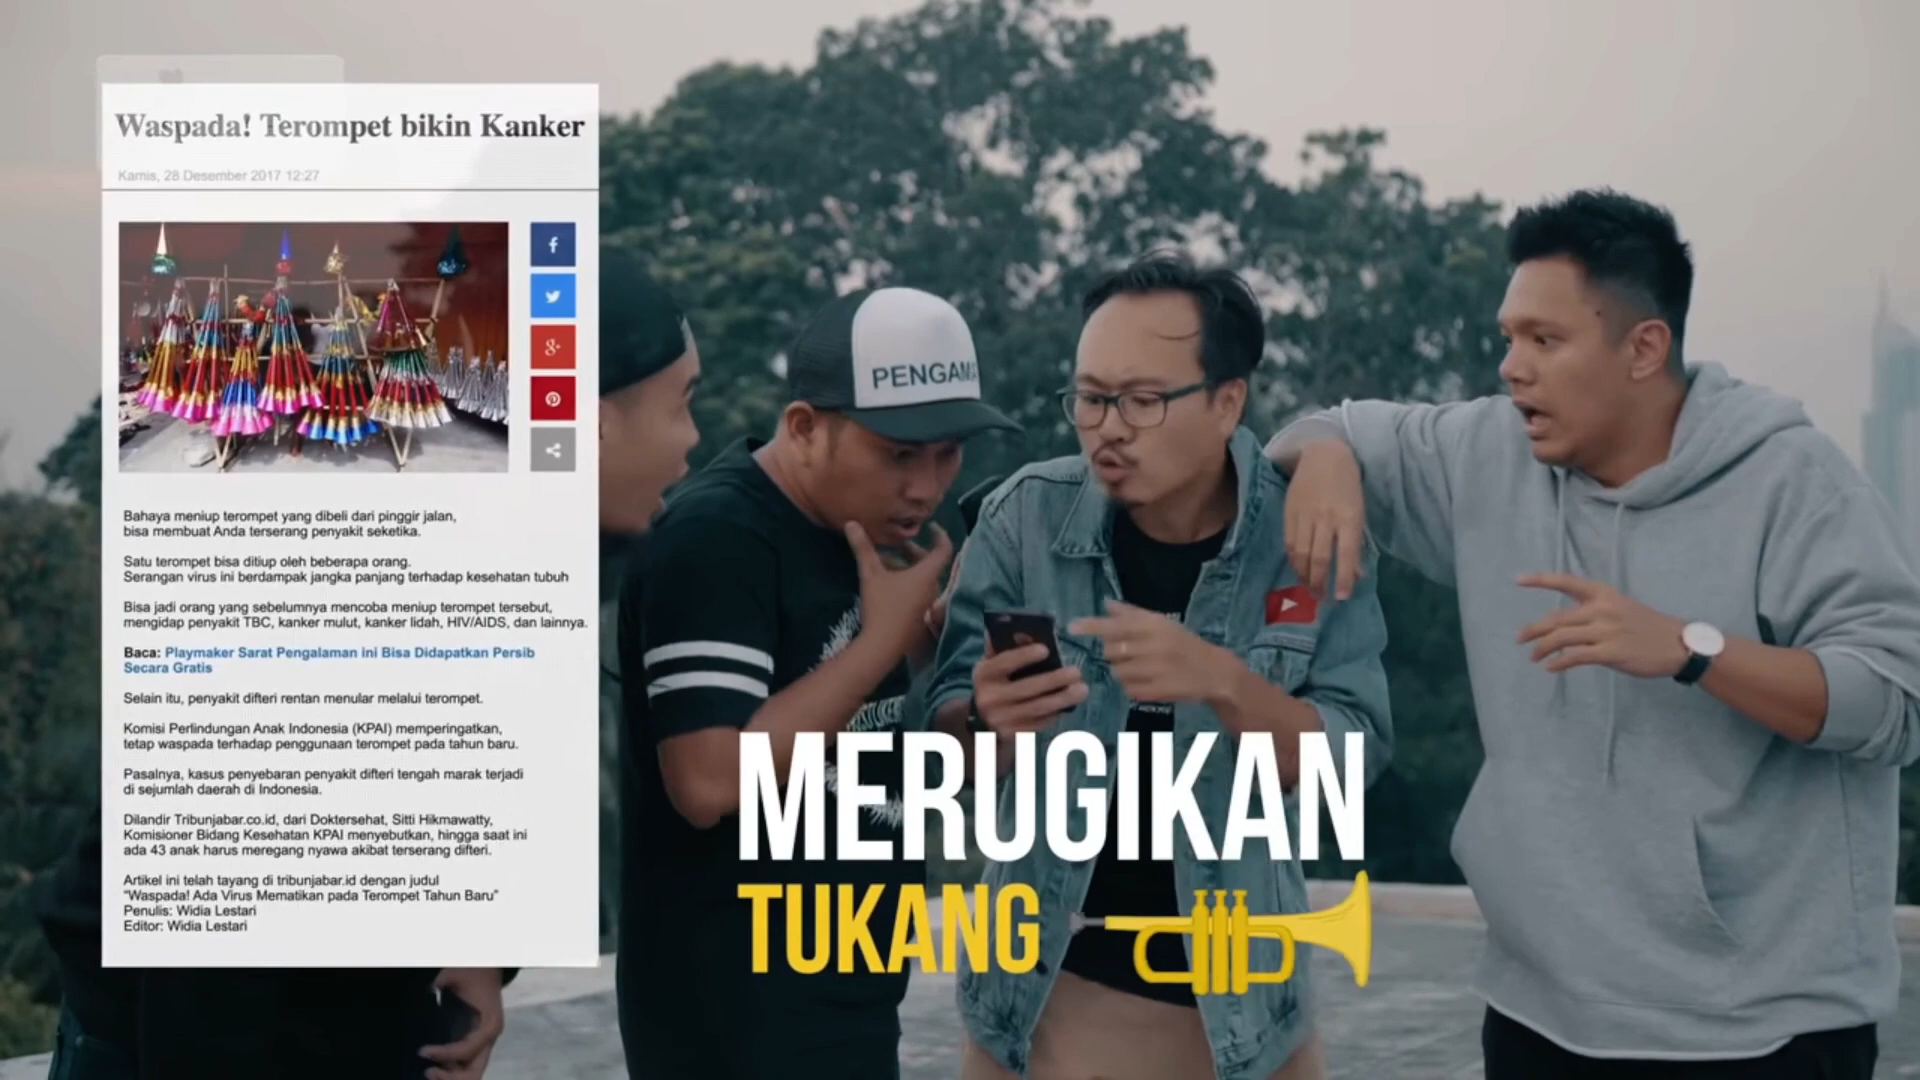 Waspada! Terompet bikin Kanker
Kamis, 28 Desember 2017 12:27
Bahaya meniup terompet yang dibeli dari pinggir jalan,
bisa membuat Anda terserang penyakit seketika.
Satu terompet bisa ditiup oleh beberapa orang.
Serangan virus ini berdampak jangka panjang terhadap kesehatan tubuh
Bisa jadi orang yang sebelumnya mencoba meniup terompet tersebut,
mengidap penyakit TBC, kanker mulut, kanker lidah, HIV/AIDS, dan lainnya.
Baca: Playmaker Sarat Pengalaman ini Bisa Didapatkan Persib
Secara Gratis
Selain itu, penyakit difteri rentan menular melalui terompet.
Komisi Perlindungan Anak Indonesia (KPAI) memperingatkan,
tetap waspada terhadap penggunaan terompet pada tahun baru.
Pasalnya, kasus penyebaran penyakit difteri tengah marak terjadi
di sejumlah daerah di Indonesia.
Dilandir Tribunjabar.co.id, dari Doktersehat, Sitti Hikmawatty,
Komisioner Bidang Kesehatan KPAI menyebutkan, hingga saat ini
ada 43 anak harus meregang nyawa akibat terserang difteri.
Artikel ini telah tayang di tribunjabar.id dengan judul
"Waspada! Ada Virus Mematikan pada Terompet Tahun Baru"
Penulis: Widia Lestari
Editor: Widia Lestari
PENGAMA
MERUGIKAN
TUKANG